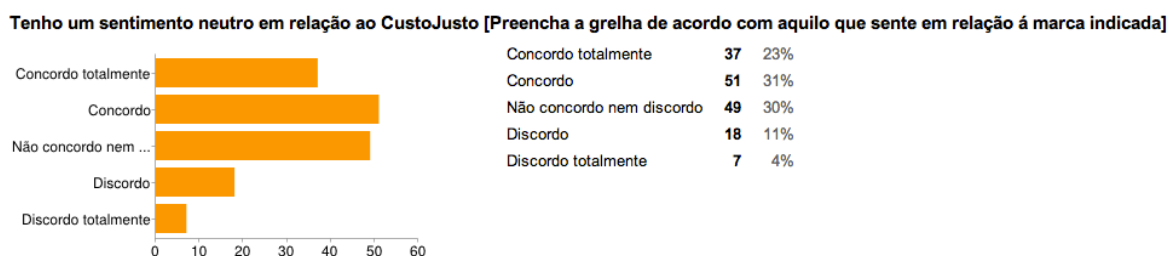 Tenho um sentimento neutro em relação ao CustoJusto [Preencha a grelha de acordo com aquilo que sente em relação á marca indicada]
Concordo totalmente
Concordo
Não concordo nem ...
Discordo
Discordo totalmente
0 10 20 30 40 50 60
Concordo totalmente 37 23%
Concordo 51 31%
Não concordo nem discordo 49 30%
Discordo 18 11%
Discordo totalmente 7 4%